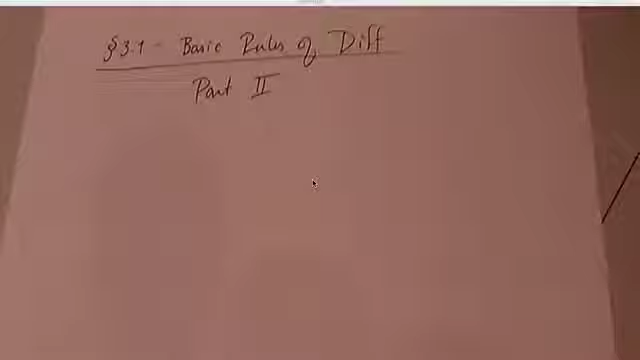 §3.1 - Basic Rules of Diff
Part II